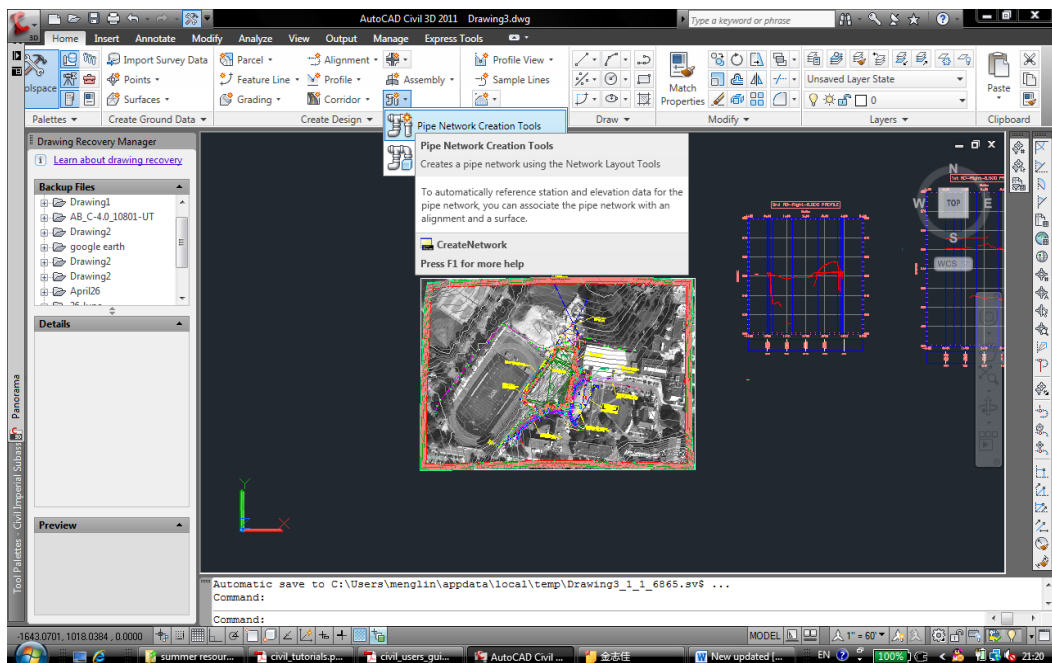 AutoCAD Civil 3D 2011 Drawing3.dwg
Type a keyword or phrase
3D
Home Insert Annotate Modify Analyze View Output Manage Express Tools
Import Survey Data
Parcel
Alignment
Profile View
olspace
Points
Feature Line
Profile
Assembly
Sample Lines
Match Properties
Unsaved Layer State
Paste
Surfaces
Grading
Corridor
0
Palettes
Create Ground Data
Create Design
Draw
Modify
Layers
Clipboard
Pipe Network Creation Tools
Pipe Network Creation Tools
Creates a pipe network using the Network Layout Tools
To automatically reference station and elevation data for the
pipe network, you can associate the pipe network with an
alignment and a surface.
CreateNetwork
Press F1 for more help
Drawing Recovery Manager
Learn about drawing recovery
Backup Files
Drawing1
AB_C-4.0_10801-UT
Drawing2
google earth
Drawing2
Drawing2
April26
Details
Preview
Panorama
Tool Palettes - Civil Imperial Subass
N
W TOP E
S
WCS
Y
X
Automatic save to C:\Users\menglin\appdata\local\temp\Drawing3_1_1_6865.sv$ ...
Command:
Command:
-1643.0701, 1018.0384 , 0.0000
MODEL
1" = 60'
summer resour...
civil_tutorials.p...
civil_users_gui...
AutoCAD Civil ...
金志佳
New updated [...
EN
100%
21:20